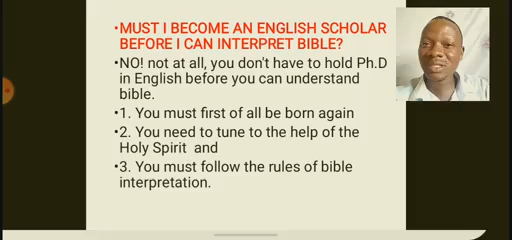 •MUST I BECOME AN ENGLISH SCHOLAR
BEFORE I CAN INTERPRET BIBLE?
•NO! not at all, you don't have to hold Ph.D
in English before you can understand
bible.
•1. You must first of all be born again
•2. You need to tune to the help of the
Holy Spirit and
•3. You must follow the rules of bible
interpretation.